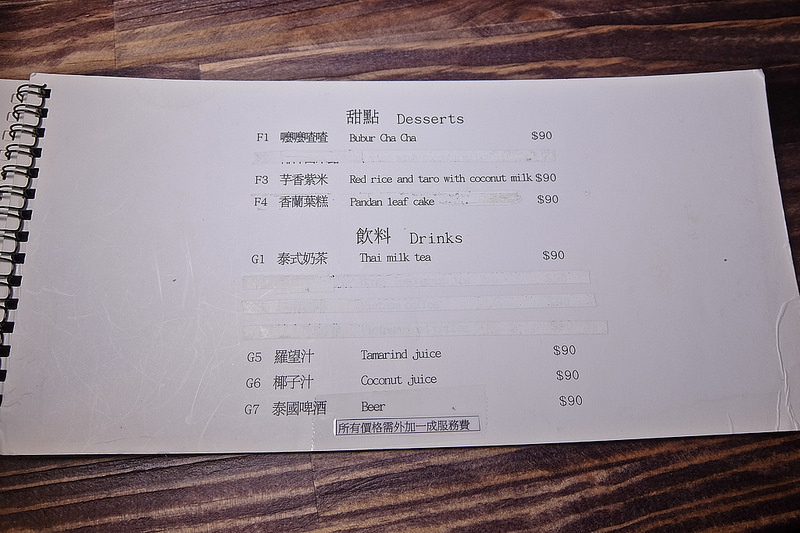 甜點 Desserts
F1 嚤嚤喳喳 Bubur Cha Cha $90
F3 芋香紫米 Red rice and taro with coconut milk $90
F4 香蘭葉糕 Pandan leaf cake $90
飲料 Drinks
G1 泰式奶茶 Thai milk tea $90
G5 羅望汁 Tamarind juice $90
G6 椰子汁 Coconut juice $90
G7 泰國啤酒 Beer $90
所有價格需外加一成服務費